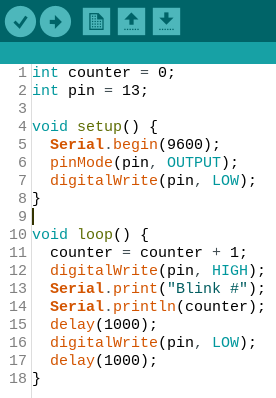 1 int counter = 0;
2 int pin = 13;
3
4 void setup() {
5   Serial.begin(9600);
6   pinMode(pin, OUTPUT);
7   digitalWrite(pin, LOW);
8 }
9
10 void loop() {
11   counter = counter + 1;
12   digitalWrite(pin, HIGH);
13   Serial.print("Blink #");
14   Serial.println(counter);
15   delay(1000);
16   digitalWrite(pin, LOW);
17   delay(1000);
18 }